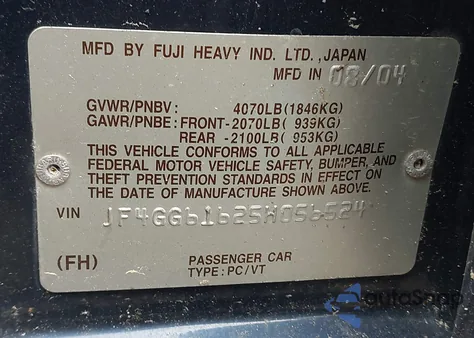 MFD BY FUJI HEAVY IND. LTD.,JAPAN
MFD IN 08/04
GVWR/PNBV: 4070LB(1846KG)
GAWR/PNBE: FRONT-2070LB( 939KG)
REAR -2100LB( 953KG)
THIS VEHICLE CONFORMS TO ALL APPLICABLE
FEDERAL MOTOR VEHICLE SAFETY, BUMPER, AND
THEFT PREVENTION STANDARDS IN EFFECT ON
THE DATE OF MANUFACTURE SHOWN ABOVE.
VIN JF4GG61625H056524
(FH) PASSENGER CAR
TYPE: PC/VT
autoSnap